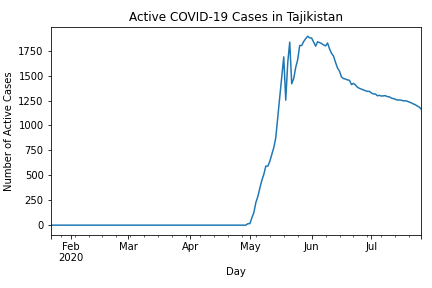 Active COVID-19 Cases in Tajikistan
Number of Active Cases
1750
1500
1250
1000
750
500
250
0
Feb
2020
Mar
Apr
May
Jun
Jul
Day